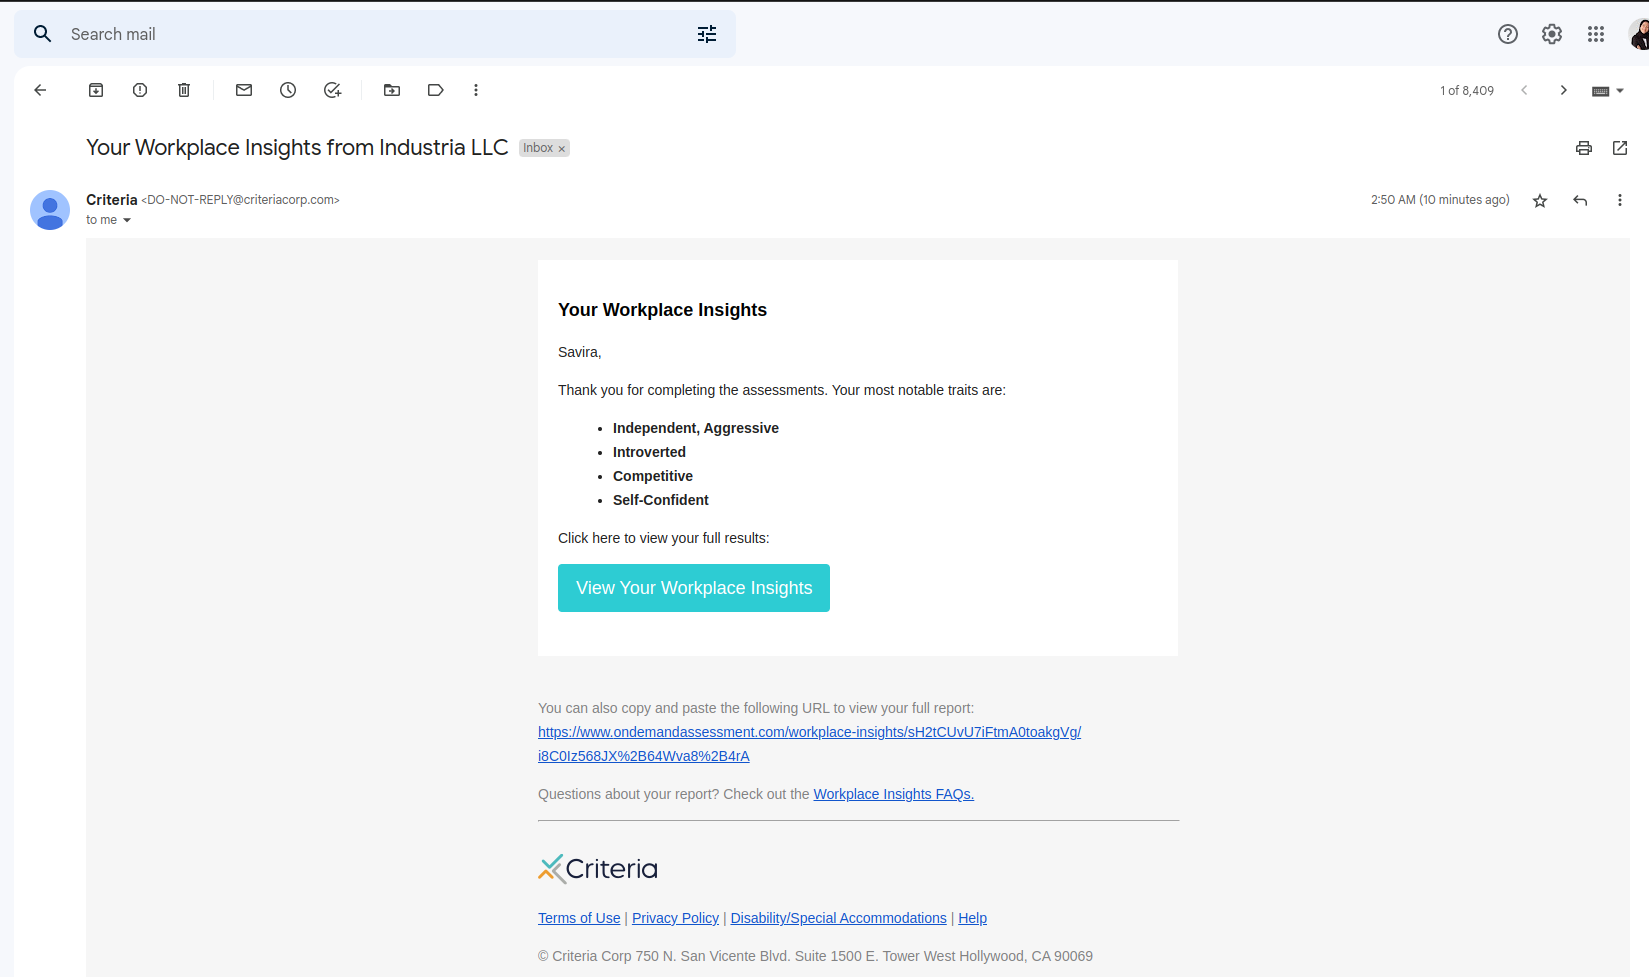 Search mail
1 of 8,409
Your Workplace Insights from Industria LLC Inbox x
Criteria <DO-NOT-REPLY@criteriacorp.com> 2:50 AM (10 minutes ago)
to me
Your Workplace Insights
Savira,
Thank you for completing the assessments. Your most notable traits are:
• Independent, Aggressive
• Introverted
• Competitive
• Self-Confident
Click here to view your full results:
View Your Workplace Insights
You can also copy and paste the following URL to view your full report:
https://www.ondemandassessment.com/workplace-insights/sH2tCUvU7iFtmA0toakgVg/
i8C0Iz568JX%2B64Wva8%2B4rA
Questions about your report? Check out the Workplace Insights FAQs.
Criteria
Terms of Use | Privacy Policy | Disability/Special Accommodations | Help
© Criteria Corp 750 N. San Vicente Blvd. Suite 1500 E. Tower West Hollywood, CA 90069